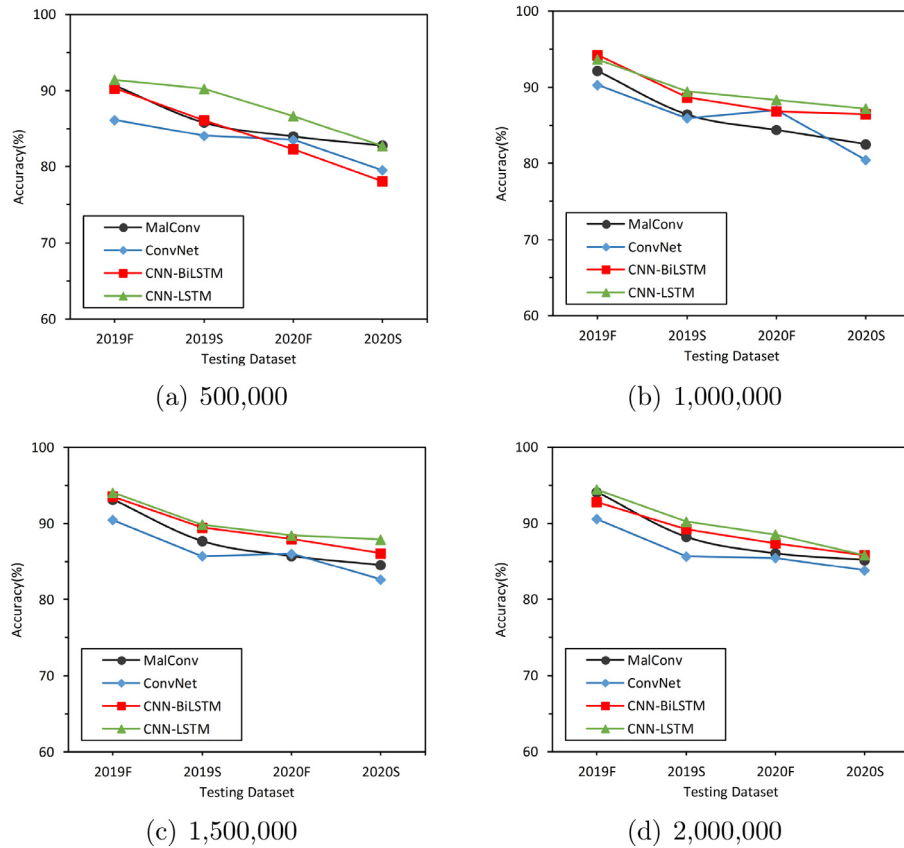 100
90
80
70
60
Accuracy(%)
MalConv
ConvNet
CNN-BiLSTM
CNN-LSTM
2019F 2019S 2020F 2020S
Testing Dataset
(a) 500,000
100
90
80
70
60
Accuracy(%)
MalConv
ConvNet
CNN-BiLSTM
CNN-LSTM
2019F 2019S 2020F 2020S
Testing Dataset
(b) 1,000,000
100
90
80
70
60
Accuracy(%)
MalConv
ConvNet
CNN-BiLSTM
CNN-LSTM
2019F 2019S 2020F 2020S
Testing Dataset
(c) 1,500,000
100
90
80
70
60
Accuracy(%)
MalConv
ConvNet
CNN-BiLSTM
CNN-LSTM
2019F 2019S 2020F 2020S
Testing Dataset
(d) 2,000,000